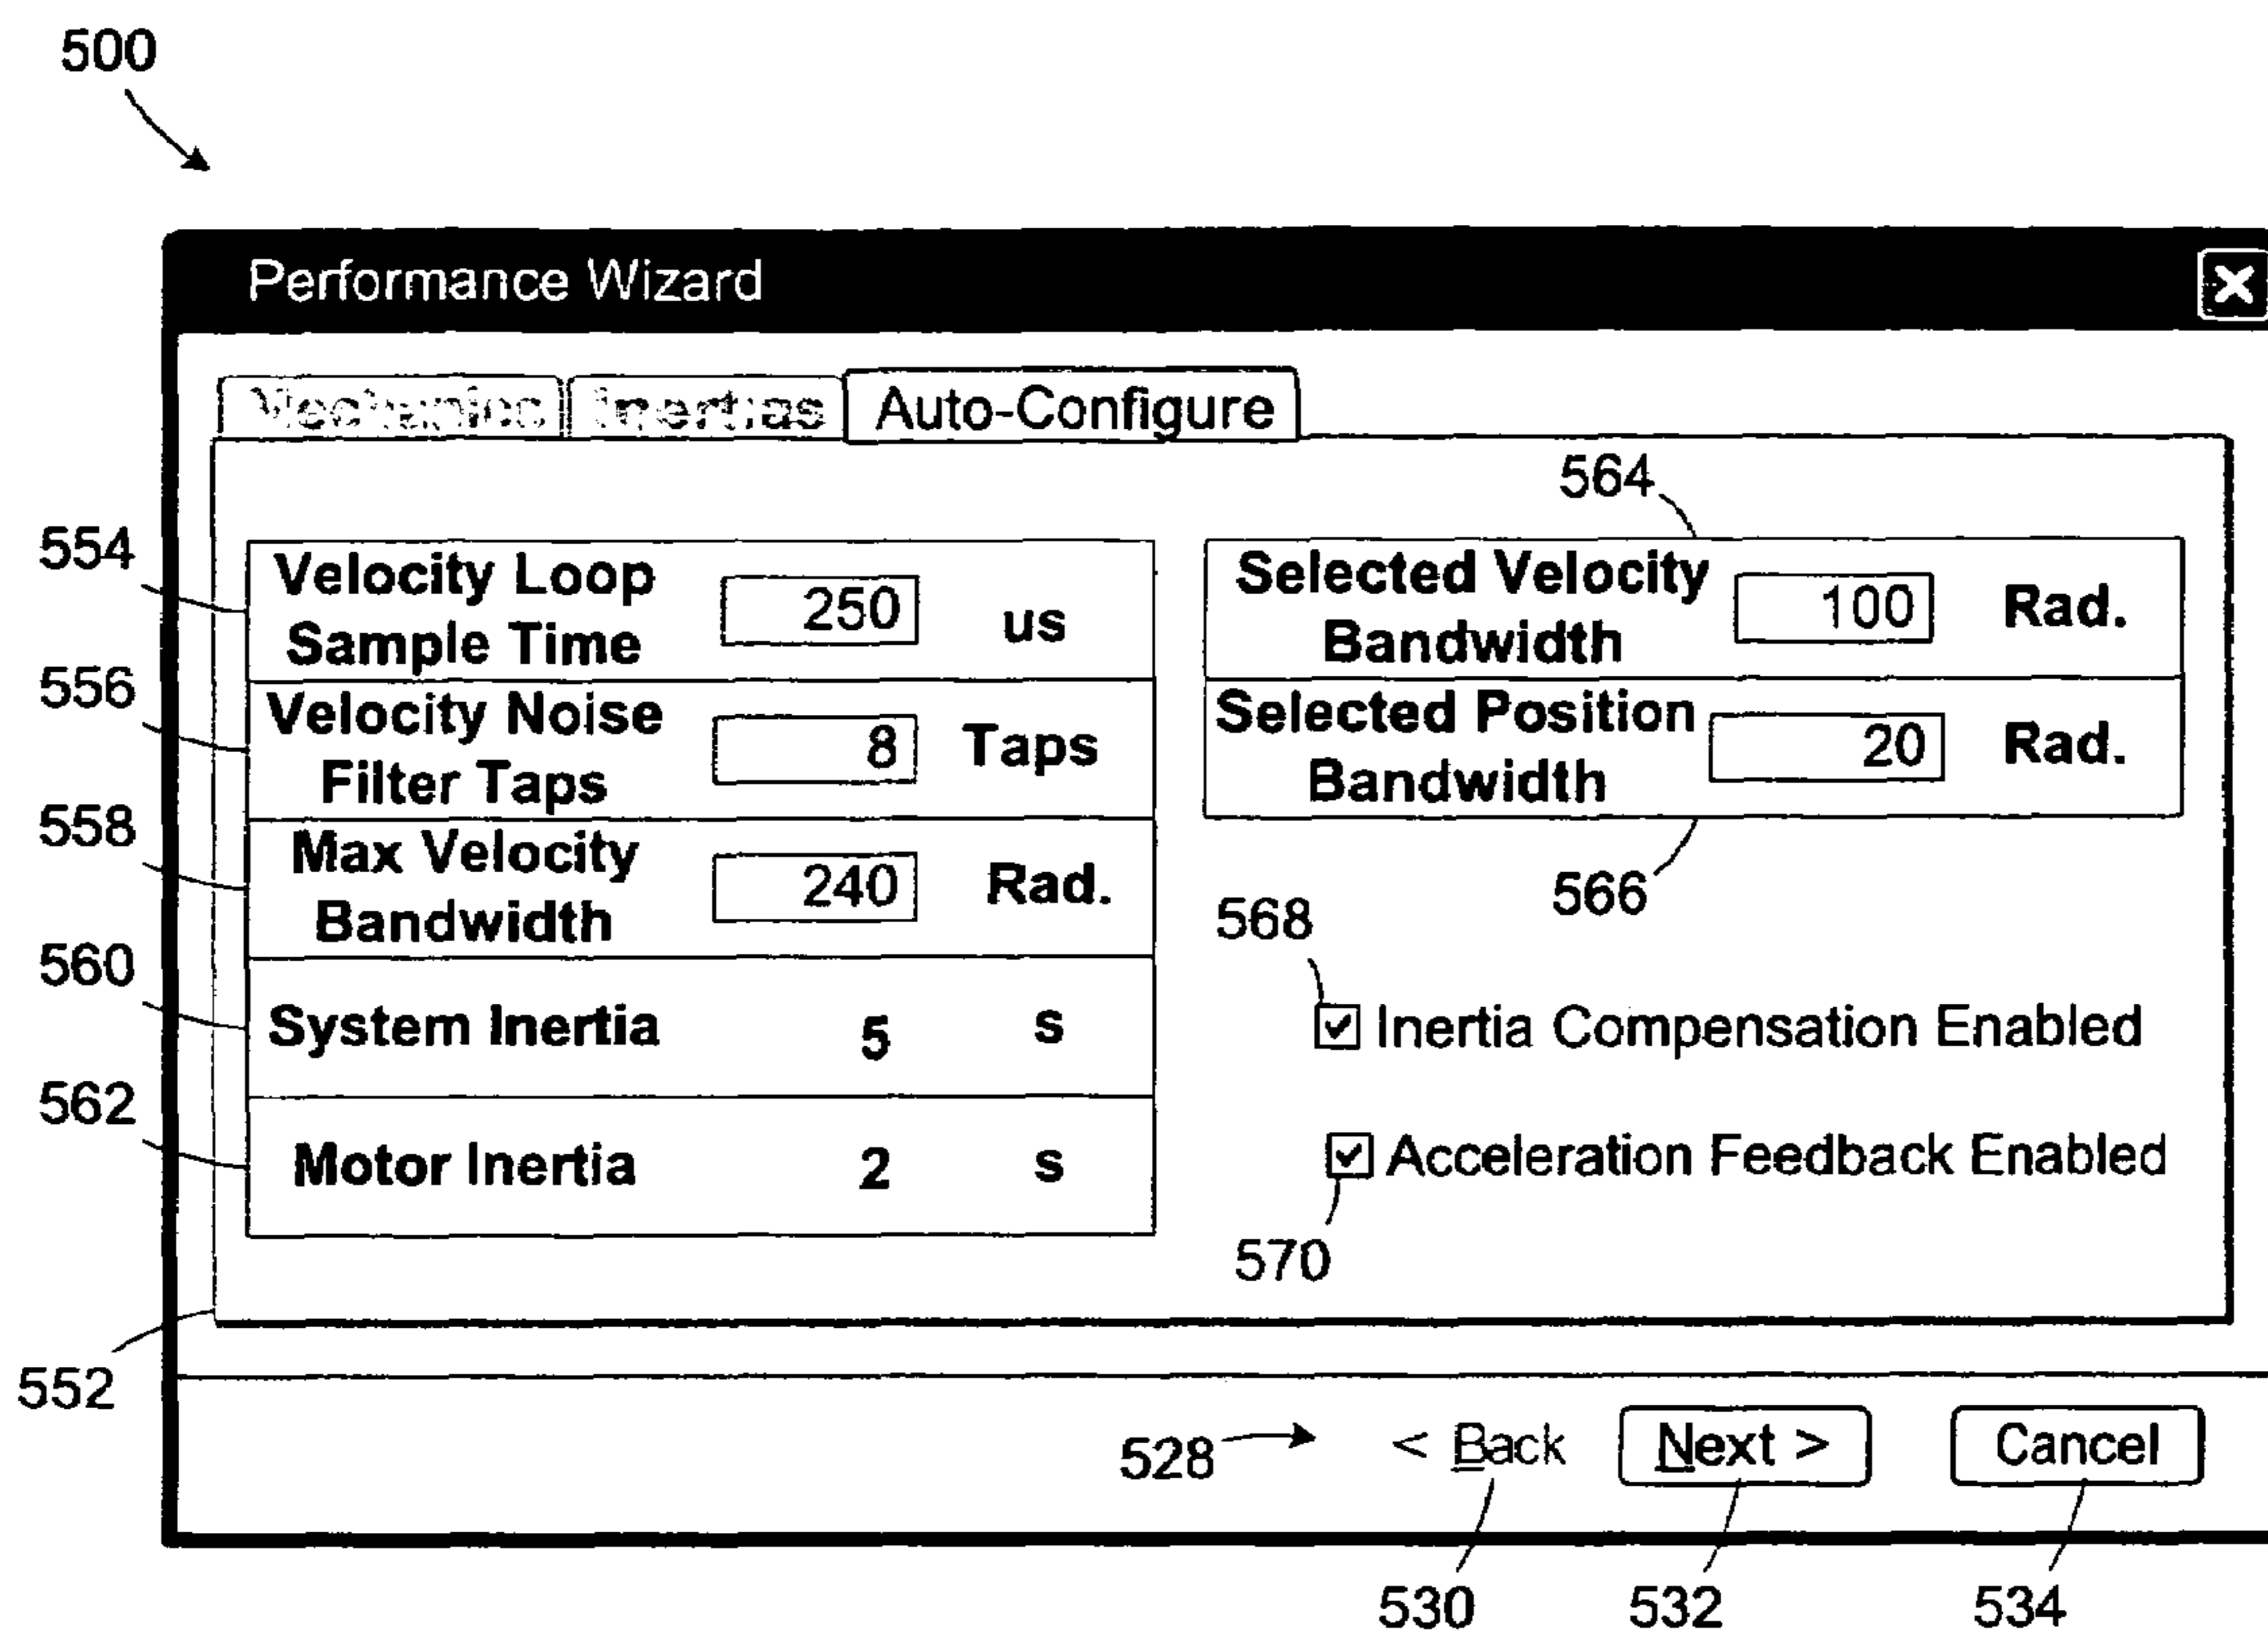 500
Performance Wizard
Mechanics Inertias Auto-Configure
564
554
Velocity Loop
Sample Time
250 us
Selected Velocity
Bandwidth
100 Rad.
556
Velocity Noise
Filter Taps
8 Taps
Selected Position
Bandwidth
20 Rad.
558
Max Velocity
Bandwidth
240 Rad.
566
568
560
System Inertia 5 s
Inertia Compensation Enabled
562
Motor Inertia 2 s
Acceleration Feedback Enabled
570
552
528 < Back Next > Cancel
530 532 534